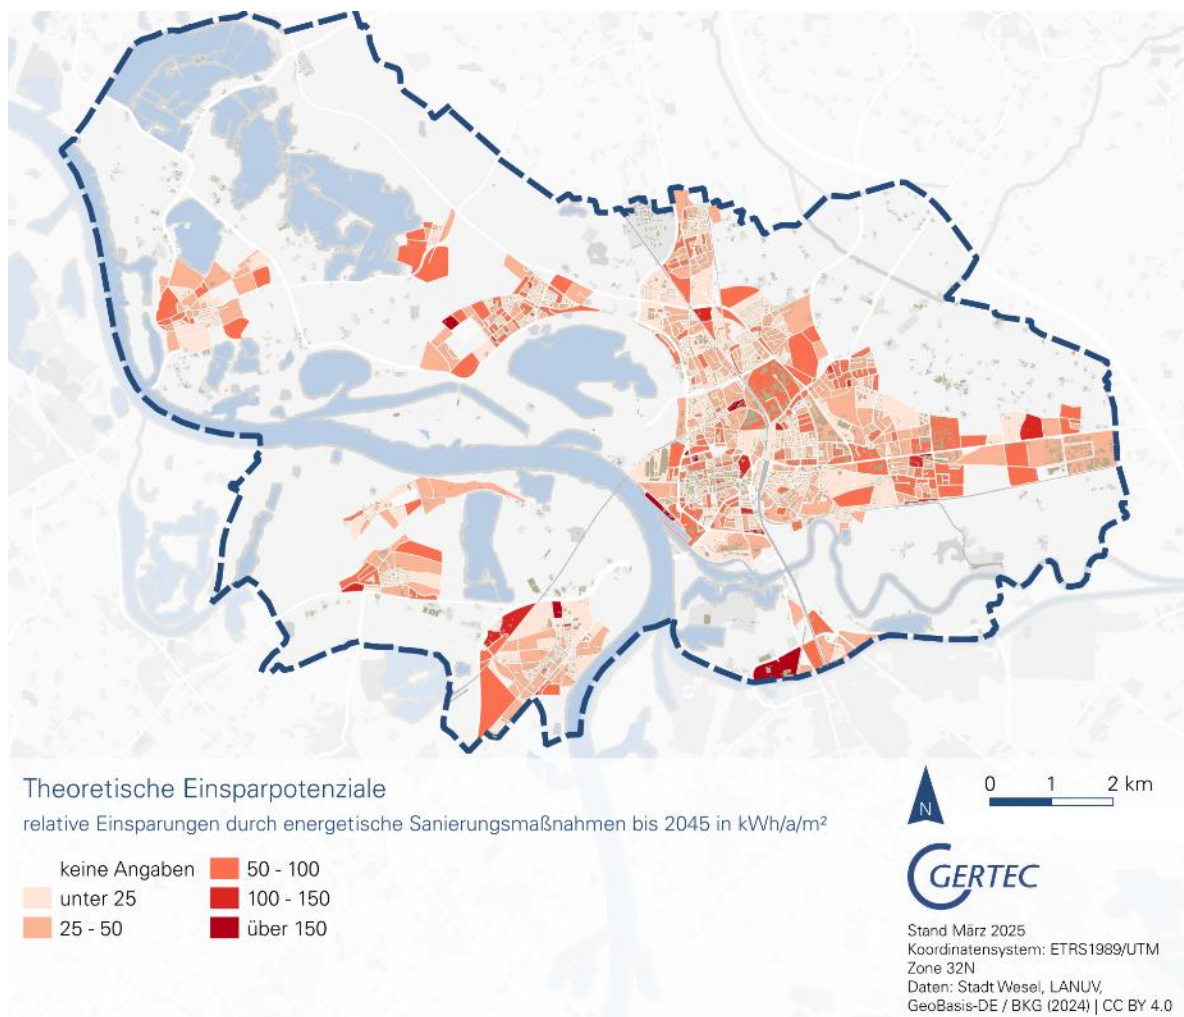 Theoretische Einsparpotenziale
relative Einsparungen durch energetische Sanierungsmaßnahmen bis 2045 in kWh/a/m²
keine Angaben
unter 25
25 - 50
50 - 100
100 - 150
über 150
N
0 1 2 km
GERTEC
Stand März 2025
Koordinatensystem: ETRS1989/UTM
Zone 32N
Daten: Stadt Wesel, LANUV,
GeoBasis-DE / BKG (2024) | CC BY 4.0